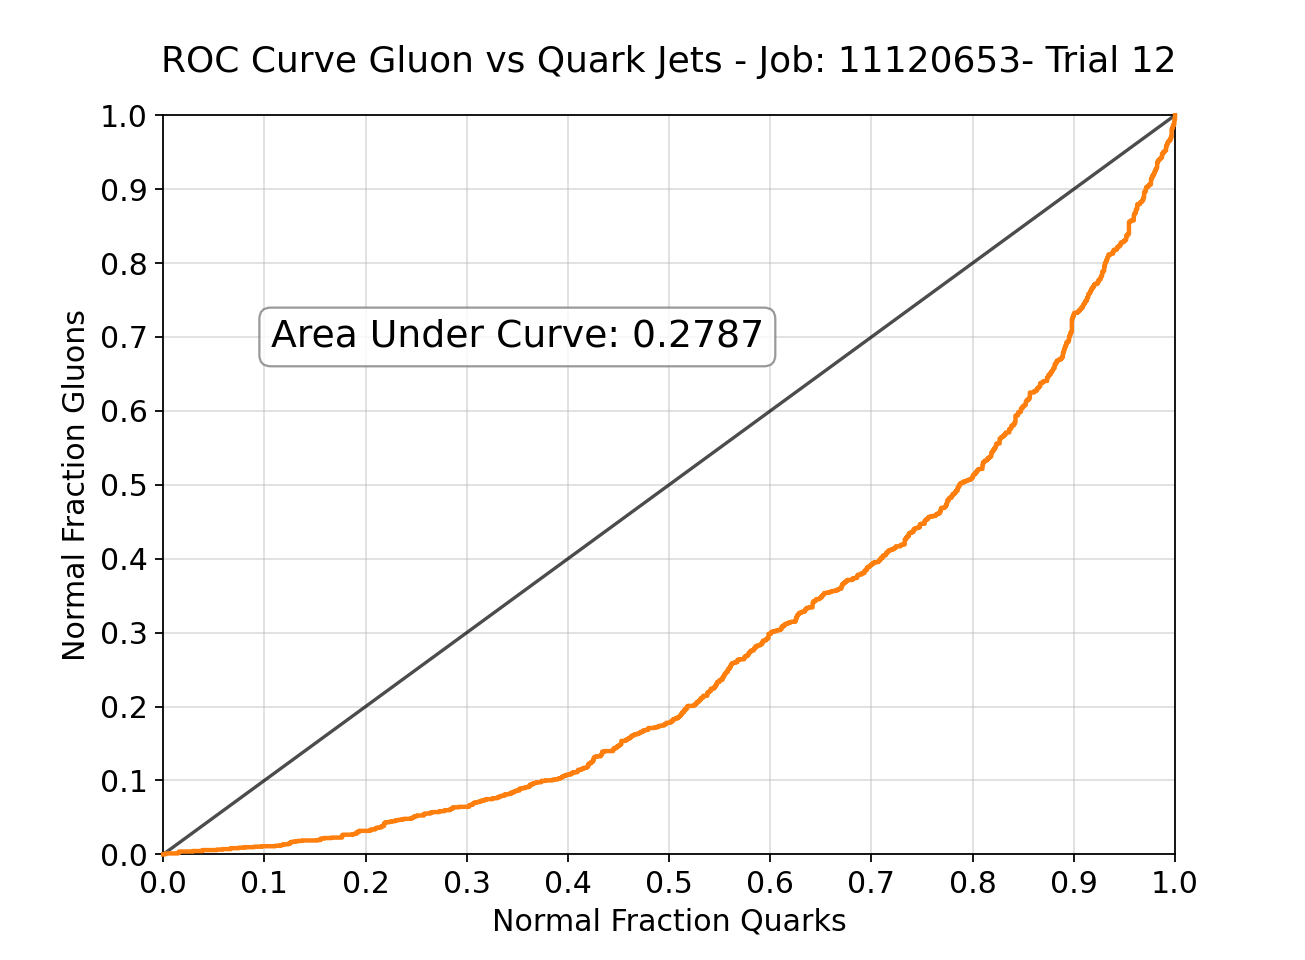 ROC Curve Gluon vs Quark Jets - Job: 11120653- Trial 12
1.0
0.9
0.8
0.7
0.6
0.5
0.4
0.3
0.2
0.1
0.0
Normal Fraction Gluons
Area Under Curve: 0.2787
0.0 0.1 0.2 0.3 0.4 0.5 0.6 0.7 0.8 0.9 1.0
Normal Fraction Quarks